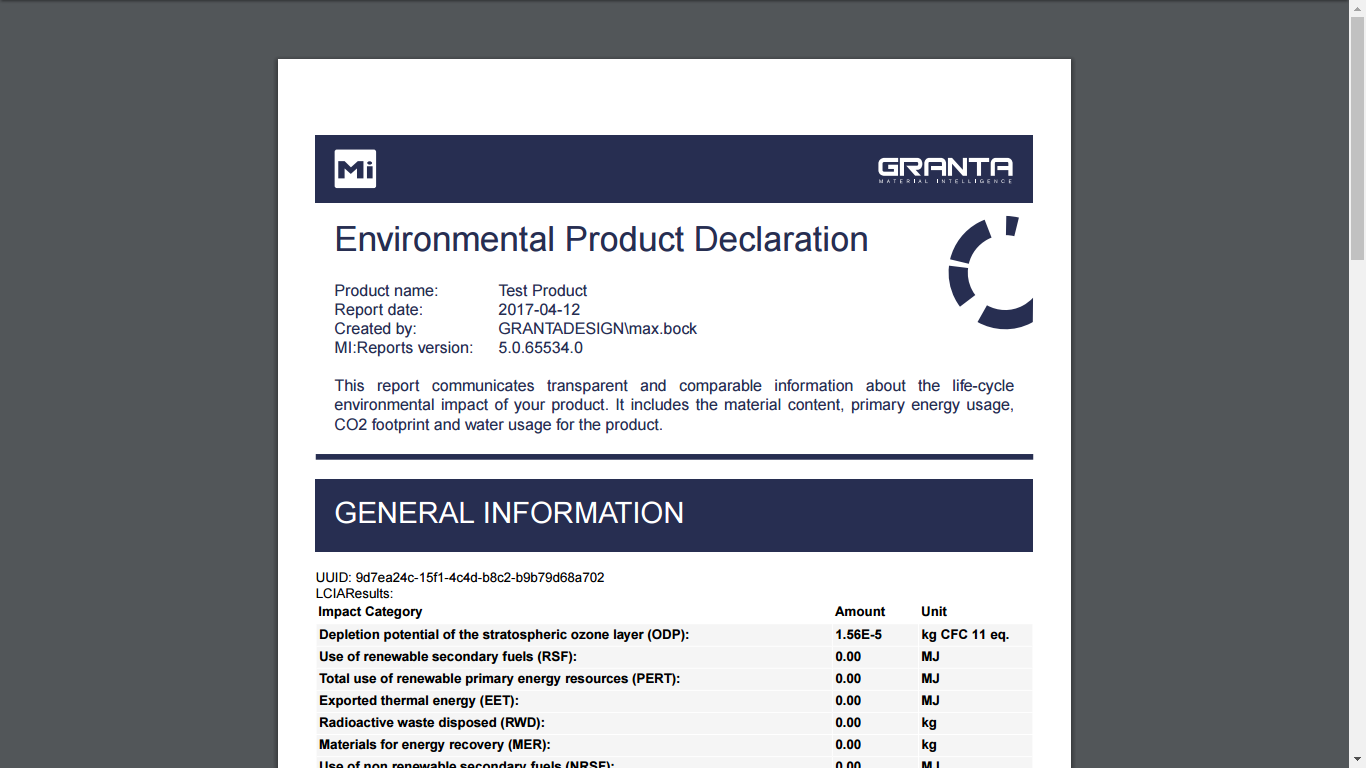 Mi
GRANTA
MATERIAL INTELLIGENCE
Environmental Product Declaration
Product name: Test Product
Report date: 2017-04-12
Created by: GRANTADESIGN\max.bock
MI:Reports version: 5.0.65534.0
This report communicates transparent and comparable information about the life-cycle
environmental impact of your product. It includes the material content, primary energy usage,
CO2 footprint and water usage for the product.
GENERAL INFORMATION
UUID: 9d7ea24c-15f1-4c4d-b8c2-b9b79d68a702
LCIAResults:
Impact Category Amount Unit
Depletion potential of the stratospheric ozone layer (ODP): 1.56E-5 kg CFC 11 eq.
Use of renewable secondary fuels (RSF): 0.00 MJ
Total use of renewable primary energy resources (PERT): 0.00 MJ
Exported thermal energy (EET): 0.00 MJ
Radioactive waste disposed (RWD): 0.00 kg
Materials for energy recovery (MER): 0.00 kg
Use of non renewable secondary fuels (NRSF): 0.00 MJ